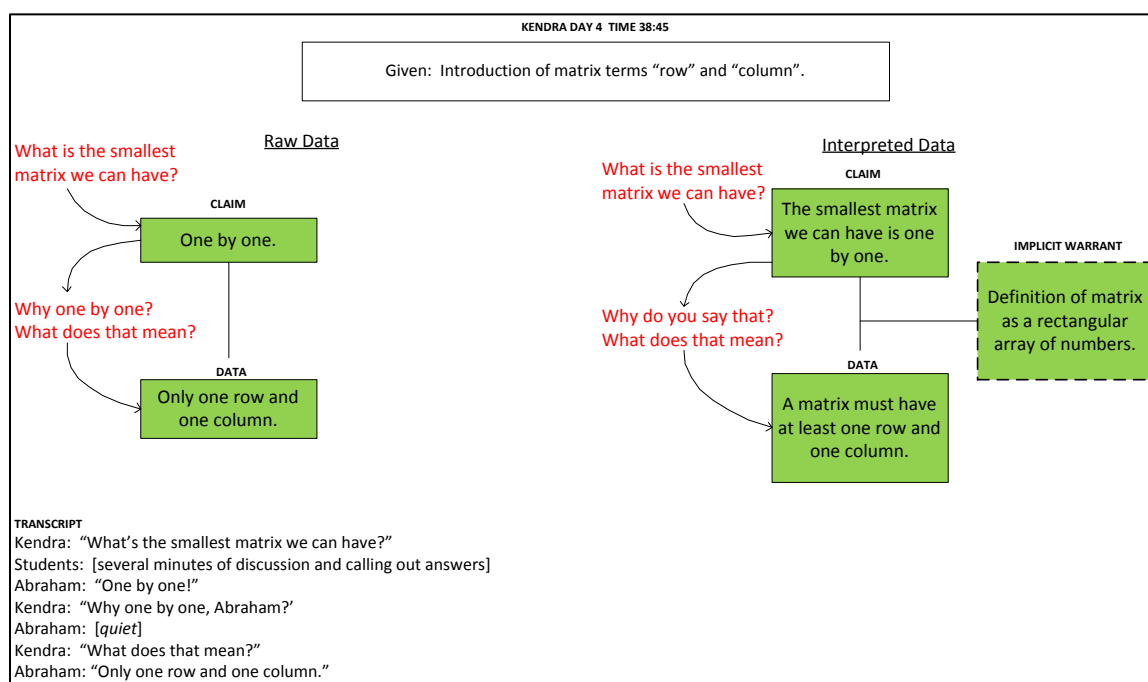 KENDRA DAY 4 TIME 38:45
Given: Introduction of matrix terms “row” and “column”.
Raw Data
What is the smallest
matrix we can have?
CLAIM
One by one.
Why one by one?
What does that mean?
DATA
Only one row and
one column.
Interpreted Data
What is the smallest
matrix we can have?
CLAIM
The smallest matrix
we can have is one
by one.
IMPLICIT WARRANT
Definition of matrix
as a rectangular
array of numbers.
Why do you say that?
What does that mean?
DATA
A matrix must have
at least one row and
one column.
TRANSCRIPT
Kendra: “What’s the smallest matrix we can have?”
Students: [several minutes of discussion and calling out answers]
Abraham: “One by one!”
Kendra: “Why one by one, Abraham?’
Abraham: [quiet]
Kendra: “What does that mean?”
Abraham: “Only one row and one column.”